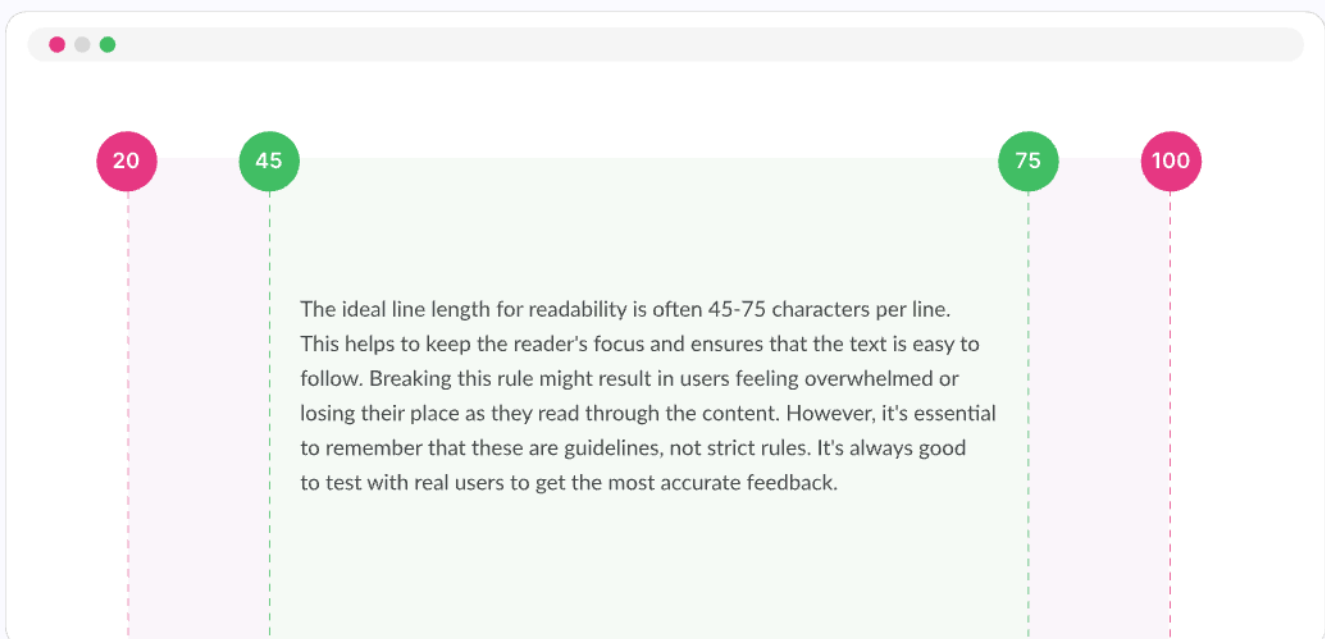 20 45 75 100
The ideal line length for readability is often 45-75 characters per line.
This helps to keep the reader's focus and ensures that the text is easy to
follow. Breaking this rule might result in users feeling overwhelmed or
losing their place as they read through the content. However, it's essential
to remember that these are guidelines, not strict rules. It's always good
to test with real users to get the most accurate feedback.